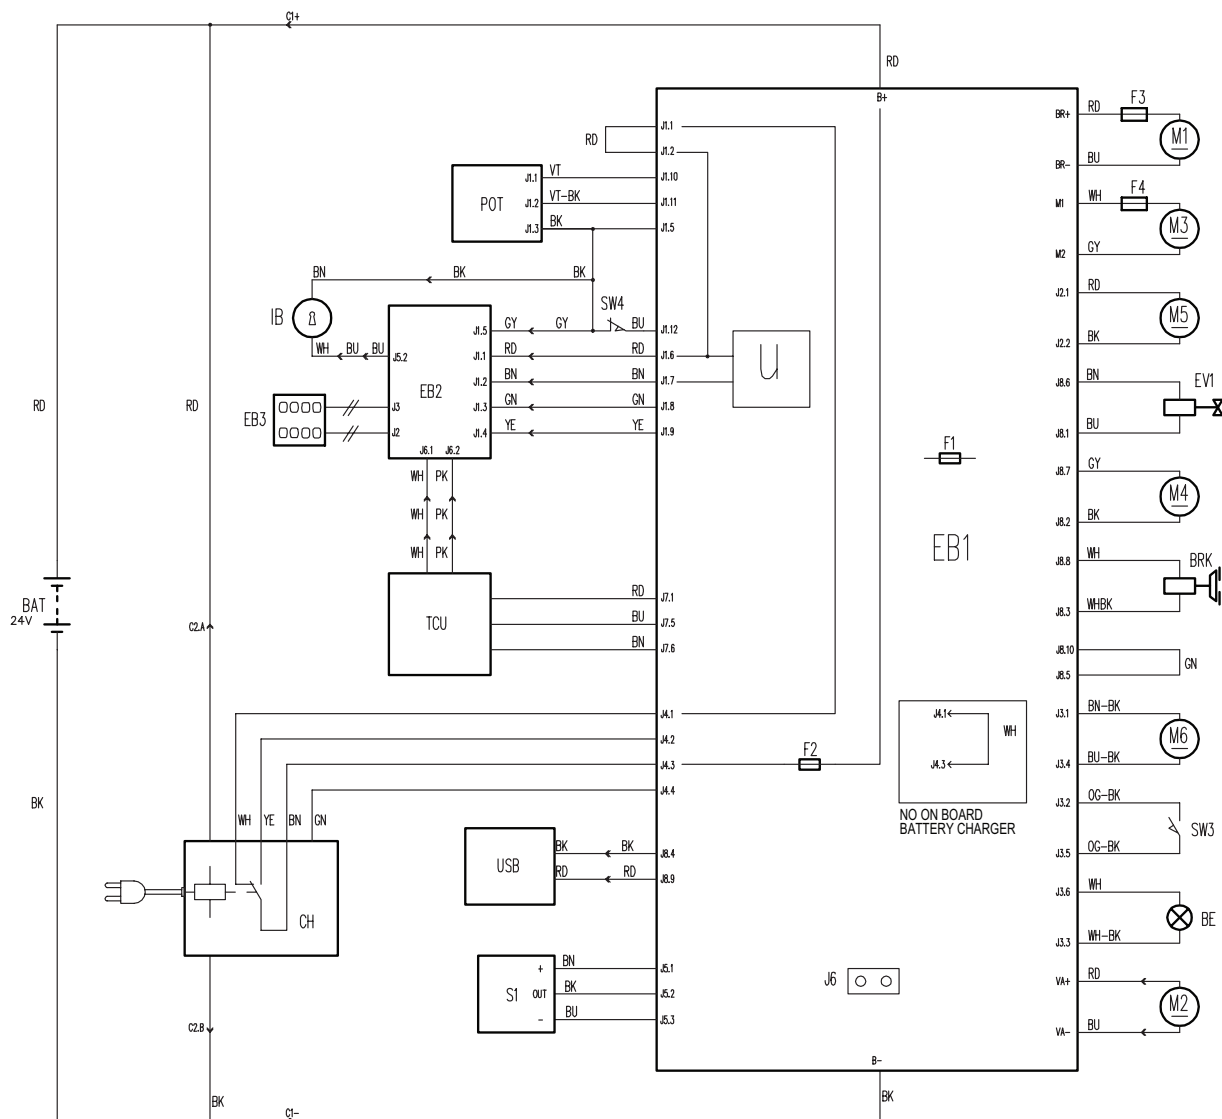 C1+
RD
B+
BR+ RD F3
M1
BR- BU
M1 WH F4
M3
M2 GY
J2.1 RD
M5
J2.2 BK
J8.6 BN
EV1
J8.1 BU
J8.7 GY
M4
J8.2 BK
J8.8 WH
BRK
J8.3 WHBK
J8.10
GN
J8.5
J3.1 BN-BK
M6
J3.4 BU-BK
J3.2 OG-BK
SW3
J3.5 OG-BK
J3.6 WH
BE
J3.3 WH-BK
VA+ RD
M2
VA- BU
RD
J1.1
J1.2
POT
J1.1 VT J1.10
J1.2 VT-BK J1.11
J1.3 BK J1.5
BN BK BK
IB
SW4
J1.5 GY GY BU J1.12
WH BU BU J5.2
J1.1 RD RD J1.6
J1.2 BN BN J1.7
U
EB2
EB3
J3
J1.3 GN GN J1.8
J2
J1.4 YE YE J1.9
J6.1 J6.2
WH PK
WH PK
WH PK
TCU
RD J7.1
BU J7.5
BN J7.6
F1
EB1
RD
RD
BAT
24V
C2.A
BK
J4.1
J4.2
J4.3
J4.4
F2
J4.1
WH
J4.3
NO ON BOARD
BATTERY CHARGER
WH YE BN GN
CH
USB
BK BK J8.4
RD RD J8.9
S1
+ BN J5.1
OUT BK J5.2
- BU J5.3
J6
C2.B
B-
BK
BK
C1-